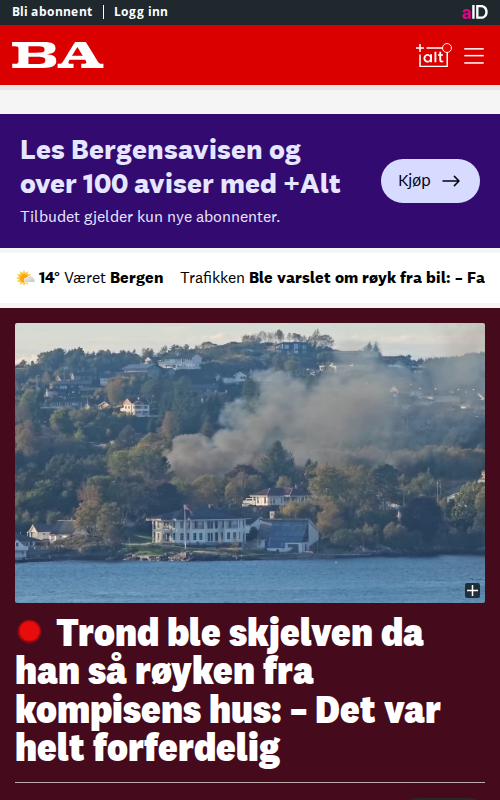 Bli abonnent | Logg inn
aID
BA
+alt
Les Bergensavisen og
over 100 aviser med +Alt
Tilbudet gjelder kun nye abonnenter.
Kjøp
14° Været Bergen Trafikken Ble varslet om røyk fra bil: – Fa
Trond ble skjelven da
han så røyken fra
kompisens hus: – Det var
helt forferdelig